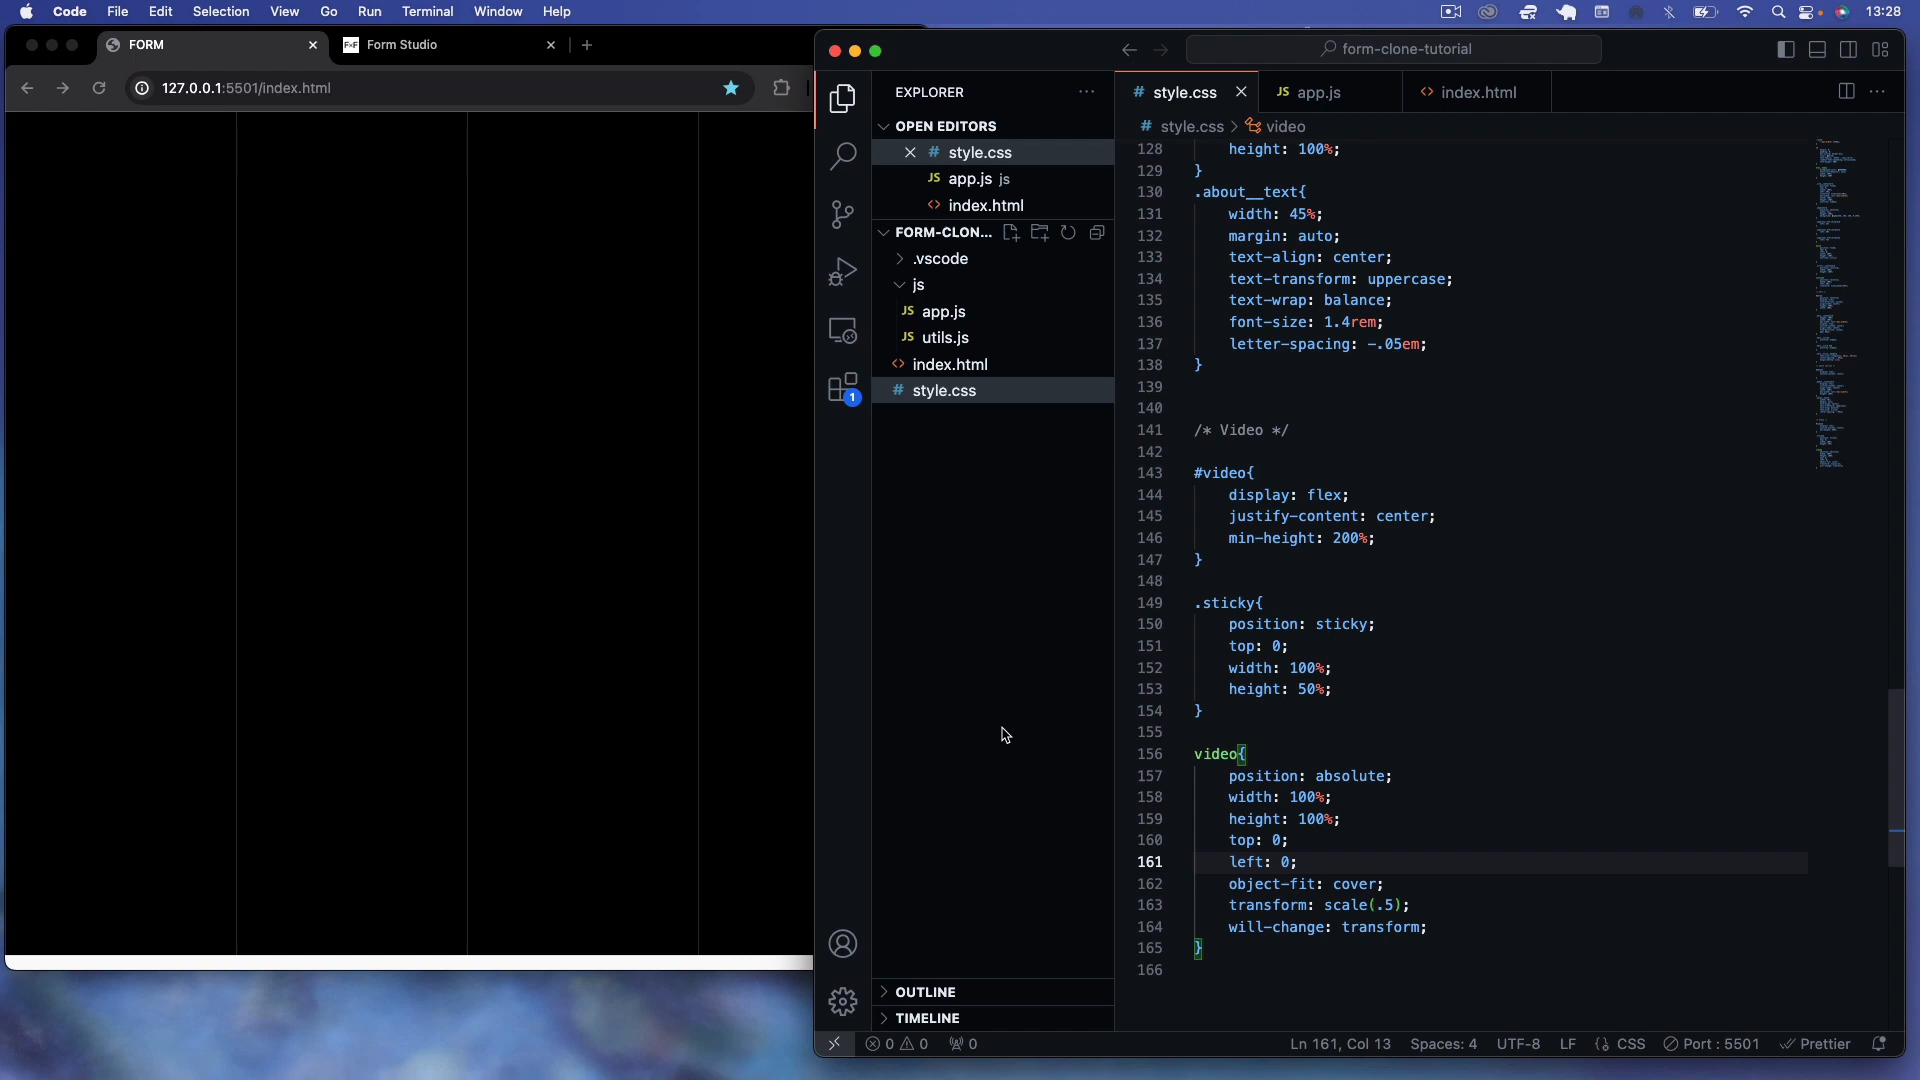 Code File Edit Selection View Go Run Terminal Window Help 13:28
FORM
Form Studio
127.0.0.1:5501/index.html
form-clone-tutorial
EXPLORER
OPEN EDITORS
# style.css
JS app.js js
<> index.html
FORM-CLON...
.vscode
js
JS app.js
JS utils.js
<> index.html
# style.css
1
OUTLINE
TIMELINE
# style.css
JS app.js
<> index.html
# style.css > video
128 height: 100%;
129 }
130 .about__text{
131 width: 45%;
132 margin: auto;
133 text-align: center;
134 text-transform: uppercase;
135 text-wrap: balance;
136 font-size: 1.4rem;
137 letter-spacing: -.05em;
138 }
139
140
141 /* Video */
142
143 #video{
144 display: flex;
145 justify-content: center;
146 min-height: 200%;
147 }
148
149 .sticky{
150 position: sticky;
151 top: 0;
152 width: 100%;
153 height: 50%;
154 }
155
156 video{
157 position: absolute;
158 width: 100%;
159 height: 100%;
160 top: 0;
161 left: 0;
162 object-fit: cover;
163 transform: scale(.5);
164 will-change: transform;
165 }
166
0 0 0 Ln 161, Col 13 Spaces: 4 UTF-8 LF {} CSS Port : 5501 Prettier